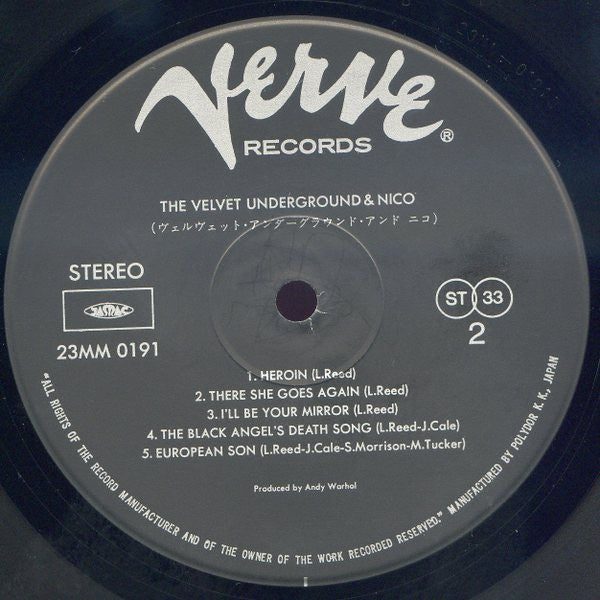 Verve
RECORDS ®
THE VELVET UNDERGROUND & NICO
(ヴェルヴェット・アンダーグラウンド・アンド ニコ)
STEREO
JASRAC
23MM 0191
ST 33
2
1. HEROIN (L.Reed)
2. THERE SHE GOES AGAIN (L.Reed)
3. I'LL BE YOUR MIRROR (L.Reed)
4. THE BLACK ANGEL'S DEATH SONG (L.Reed-J.Cale)
5. EUROPEAN SON (L.Reed-J.Cale-S.Morrison-M.Tucker)
Produced by Andy Warhol
"ALL RIGHTS OF THE RECORD MANUFACTURER AND OF THE OWNER OF THE WORK RECORDED RESERVED." MANUFACTURED BY POLYDOR K.K., JAPAN